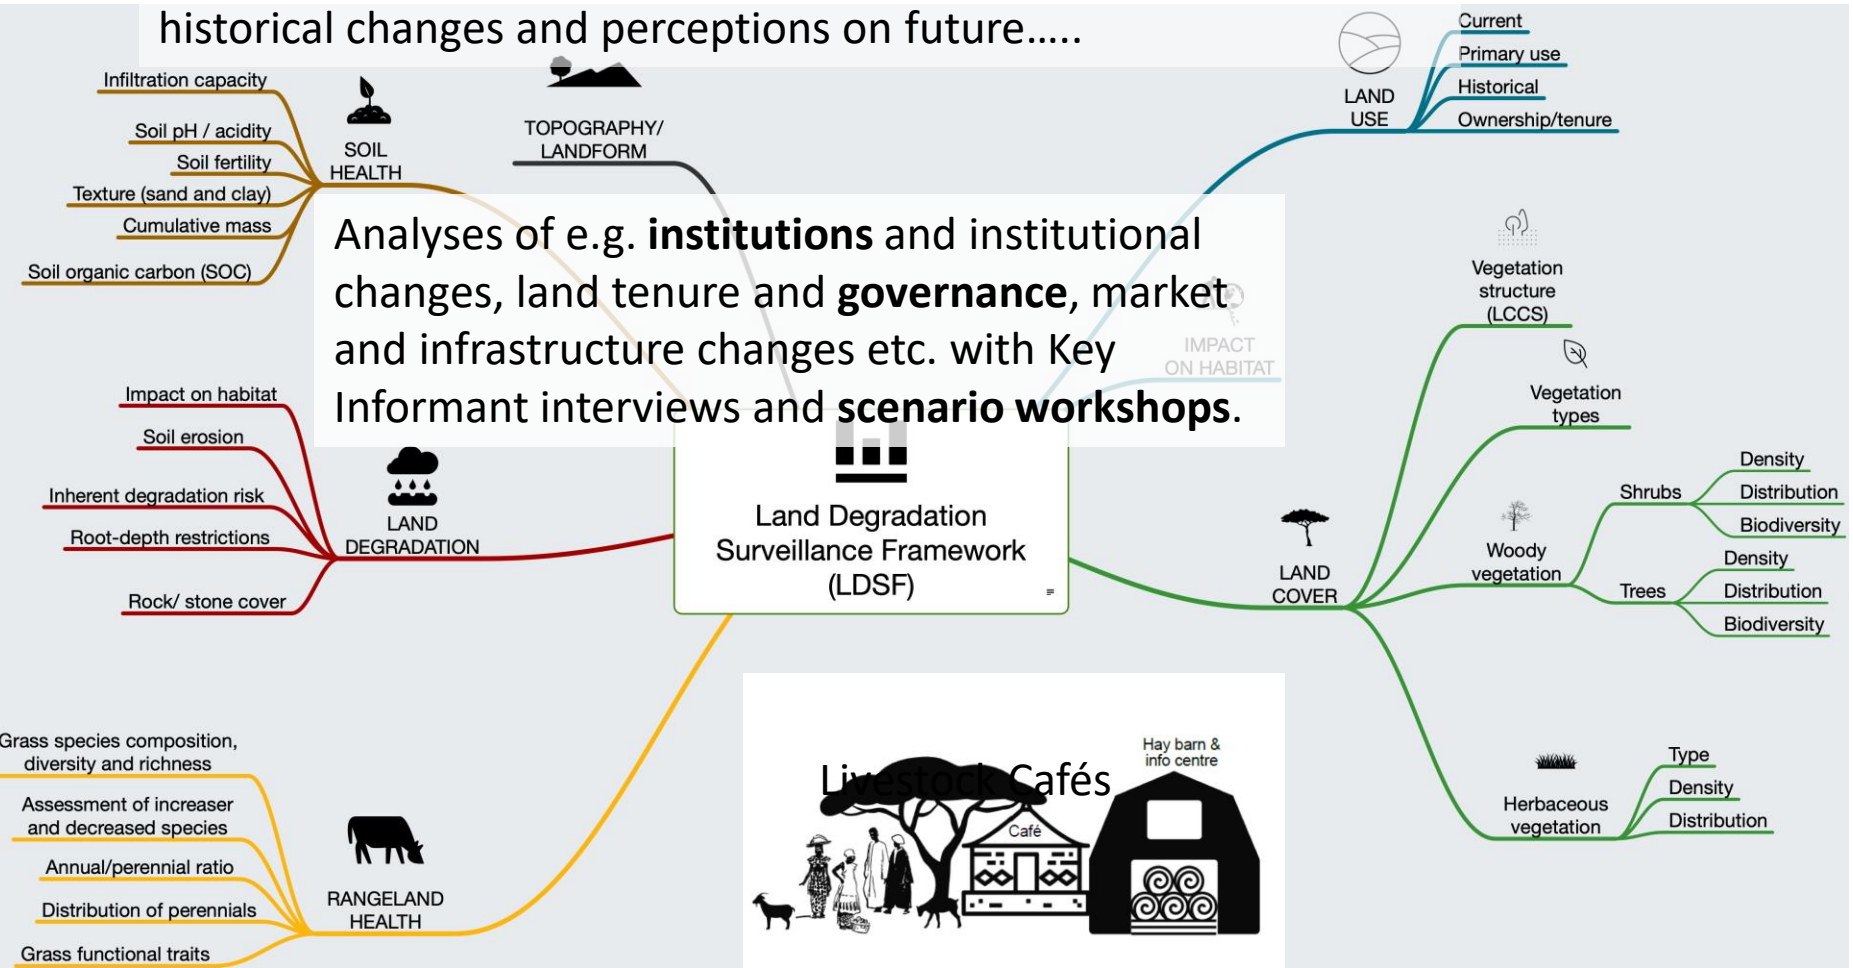 historical changes and perceptions on future.....
Infiltration capacity
Soil pH / acidity
Soil fertility
Texture (sand and clay)
Cumulative mass
Soil organic carbon (SOC)
SOIL
HEALTH
TOPOGRAPHY/
LANDFORM
LAND
USE
Current
Primary use
Historical
Ownership/tenure
Analyses of e.g. institutions and institutional
changes, land tenure and governance, market
and infrastructure changes etc. with Key
Informant interviews and scenario workshops.
IMPACT
ON HABITAT
Vegetation
structure
(LCCS)
Vegetation
types
Impact on habitat
Soil erosion
Inherent degradation risk
Root-depth restrictions
Rock/ stone cover
LAND
DEGRADATION
Land Degradation
Surveillance Framework
(LDSF)
LAND
COVER
Woody
vegetation
Shrubs
Density
Distribution
Biodiversity
Trees
Density
Distribution
Biodiversity
Herbaceous
vegetation
Type
Density
Distribution
Grass species composition,
diversity and richness
Assessment of increaser
and decreased species
Annual/perennial ratio
Distribution of perennials
Grass functional traits
RANGELAND
HEALTH
Livestock Cafés
Café
Hay barn &
info centre